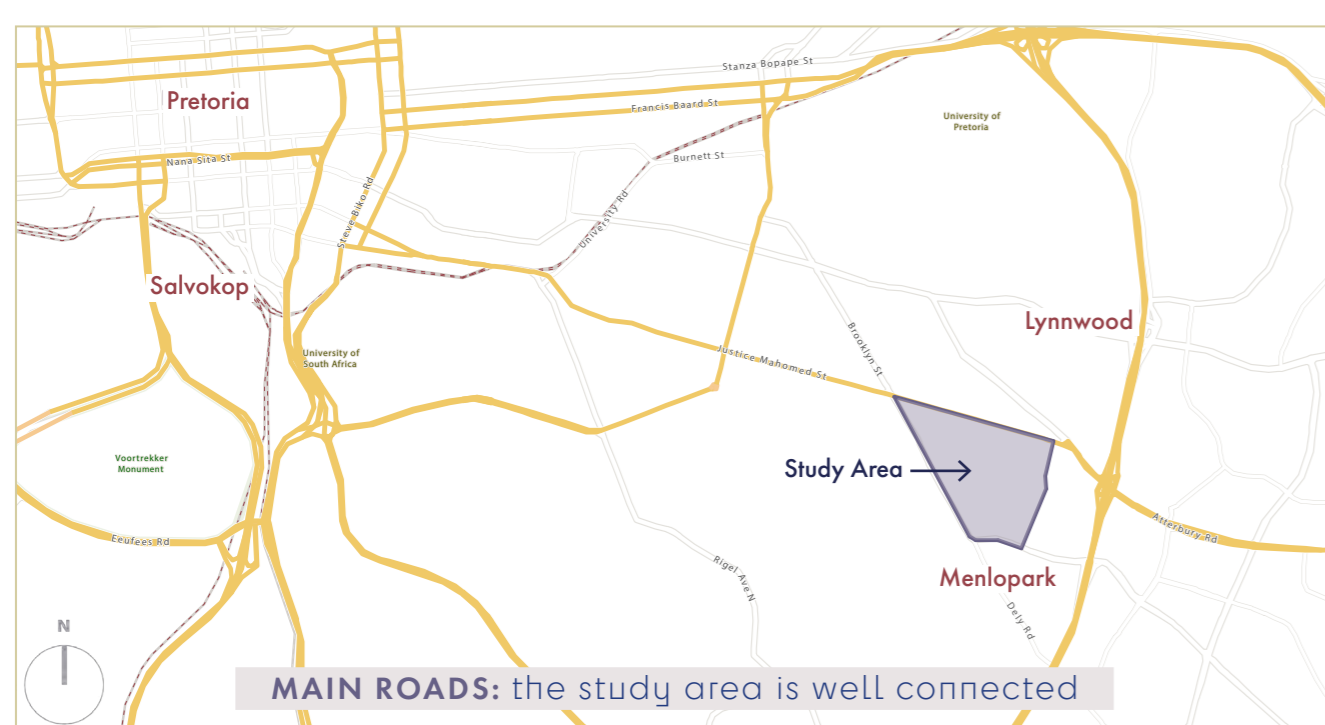 Stanza Bopape St
Pretoria
Francis Baard St
University of
Pretoria
Nana Sita St
Burnett St
Steve Biko Rd
University Rd
Salvokop
Lynnwood
Brooklyn St
University of
South Africa
Justice Mahomed St
Voortrekker
Monument
Study Area
Atterbury Rd
Eeufees Rd
Rigel Ave N
Menlopark
Dely Rd
N
MAIN ROADS: the study area is well connected